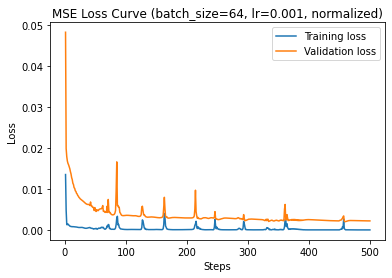 MSE Loss Curve (batch_size=64, lr=0.001, normalized)
Training loss
Validation loss
Loss
0.05
0.04
0.03
0.02
0.01
0.00
0 100 200 300 400 500
Steps